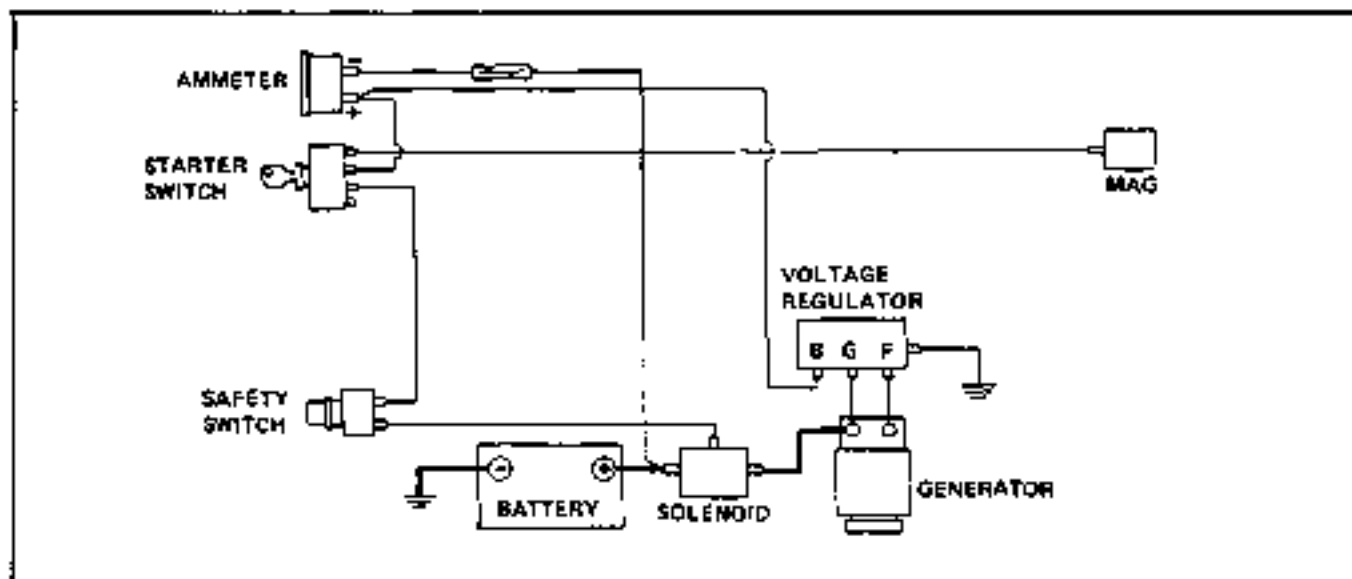 AMMETER
-
+
STARTER
SWITCH
MAG
VOLTAGE
REGULATOR
B G F
SAFETY
SWITCH
- +
BATTERY
SOLENOID
GENERATOR